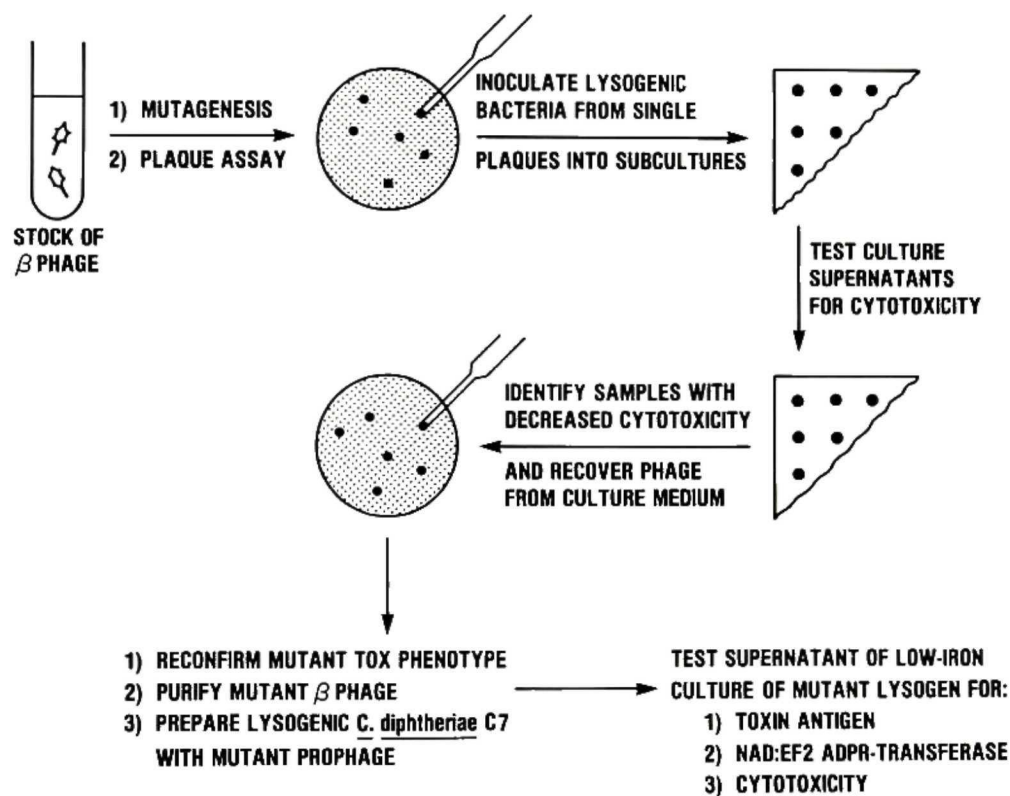 1) MUTAGENESIS
2) PLAQUE ASSAY
STOCK OF
β PHAGE
INOCULATE LYSOGENIC
BACTERIA FROM SINGLE
PLAQUES INTO SUBCULTURES
TEST CULTURE
SUPERNATANTS
FOR CYTOTOXICITY
IDENTIFY SAMPLES WITH
DECREASED CYTOTOXICITY
AND RECOVER PHAGE
FROM CULTURE MEDIUM
1) RECONFIRM MUTANT TOX PHENOTYPE
2) PURIFY MUTANT β PHAGE
3) PREPARE LYSOGENIC C. diphtheriae C7
WITH MUTANT PROPHAGE
TEST SUPERNATANT OF LOW-IRON
CULTURE OF MUTANT LYSOGEN FOR:
1) TOXIN ANTIGEN
2) NAD:EF2 ADPR-TRANSFERASE
3) CYTOTOXICITY